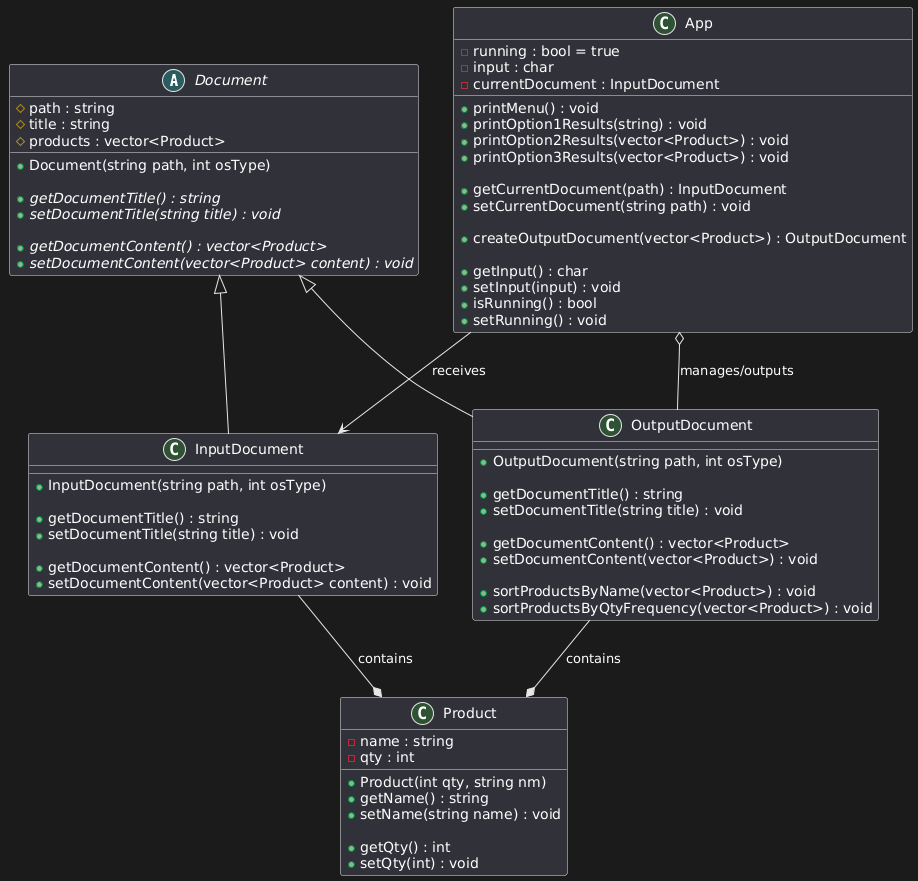 A Document
path : string
title : string
products : vector<Product>
Document(string path, int osType)
getDocumentTitle() : string
setDocumentTitle(string title) : void
getDocumentContent() : vector<Product>
setDocumentContent(vector<Product> content) : void
C App
running : bool = true
input : char
currentDocument : InputDocument
printMenu() : void
printOption1Results(string) : void
printOption2Results(vector<Product>) : void
printOption3Results(vector<Product>) : void
getCurrentDocument(path) : InputDocument
setCurrentDocument(string path) : void
createOutputDocument(vector<Product>) : OutputDocument
getInput() : char
setInput(input) : void
isRunning() : bool
setRunning() : void
receives
manages/outputs
C InputDocument
InputDocument(string path, int osType)
getDocumentTitle() : string
setDocumentTitle(string title) : void
getDocumentContent() : vector<Product>
setDocumentContent(vector<Product> content) : void
C OutputDocument
OutputDocument(string path, int osType)
getDocumentTitle() : string
setDocumentTitle(string title) : void
getDocumentContent() : vector<Product>
setDocumentContent(vector<Product>) : void
sortProductsByName(vector<Product>) : void
sortProductsByQtyFrequency(vector<Product>) : void
contains
contains
C Product
name : string
qty : int
Product(int qty, string nm)
getName() : string
setName(string name) : void
getQty() : int
setQty(int) : void